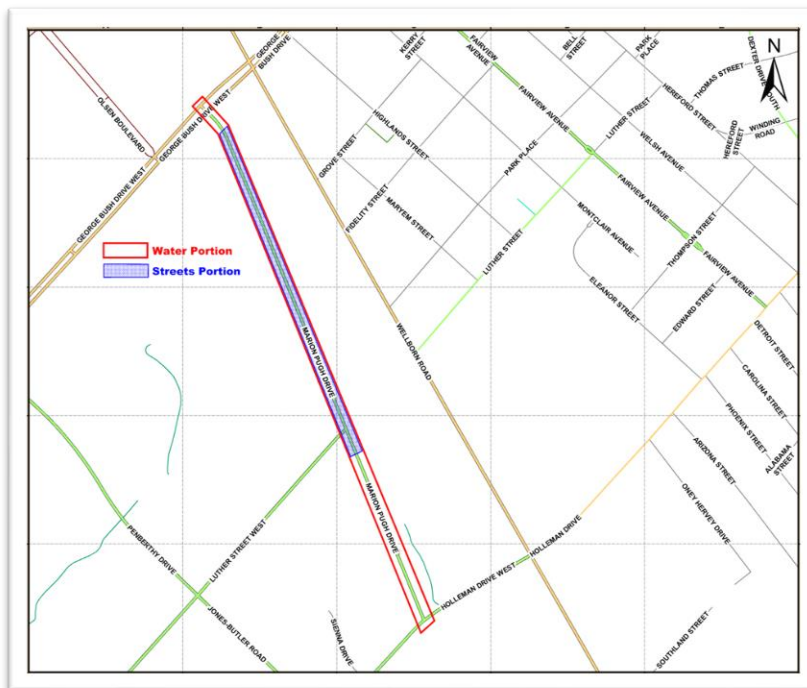 KERRY
STREET
FAIRVIEW
AVENUE
BELL
STREET
PARK
PLACE
DEXTER DRIVE SOUTH
N
GEORGE
BUSH DRIVE
OLSEN BOULEVARD
GEORGE BUSH DRIVE WEST
GEORGE BUSH DRIVE WEST
HIGHLANDS STREET
FAIRVIEW AVENUE
LUTHER STREET
HEREFORD STREET
THOMAS STREET
WINDING
ROAD
HEREFORD
STREET
WELSH AVENUE
GROVE STREET
PARK PLACE
FIDELITY STREET
MARYEM STREET
LUTHER STREET
MONTCLAIR AVENUE
FAIRVIEW AVENUE
THOMPSON STREET
FAIRVIEW AVENUE
ELEANOR STREET
EDWARD STREET
Water Portion
Streets Portion
MARION PUGH DRIVE
WELLBORN ROAD
DETROIT STREET
CAROLINA STREET
PHOENIX STREET
ALABAMA
STREET
ARIZONA STREET
ONEY HERVEY DRIVE
MARION PUGH DRIVE
HOLLEMAN DRIVE
HOLLEMAN DRIVE WEST
PENBERTHY DRIVE
LUTHER STREET WEST
JONES-BUTLER ROAD
SIENNA DRIVE
SOUTHLAND STREET